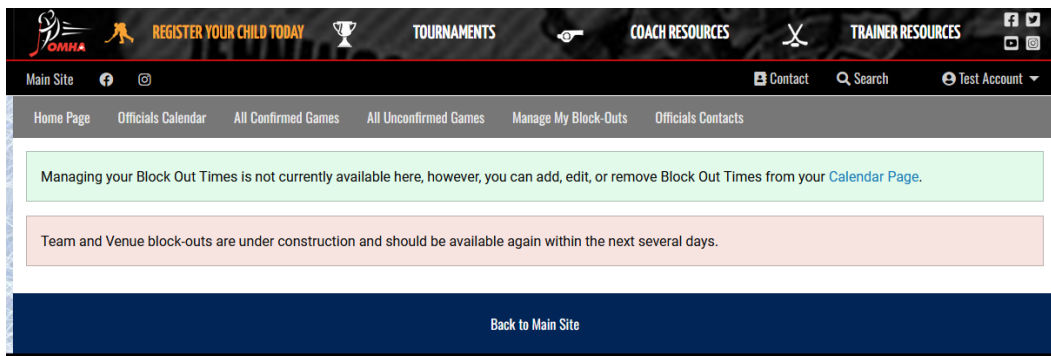 OMHA
REGISTER YOUR CHILD TODAY
TOURNAMENTS
COACH RESOURCES
TRAINER RESOURCES
Main Site
Contact
Search
Test Account
Home Page
Officials Calendar
All Confirmed Games
All Unconfirmed Games
Manage My Block-Outs
Officials Contacts
Managing your Block Out Times is not currently available here, however, you can add, edit, or remove Block Out Times from your Calendar Page.
Team and Venue block-outs are under construction and should be available again within the next several days.
Back to Main Site